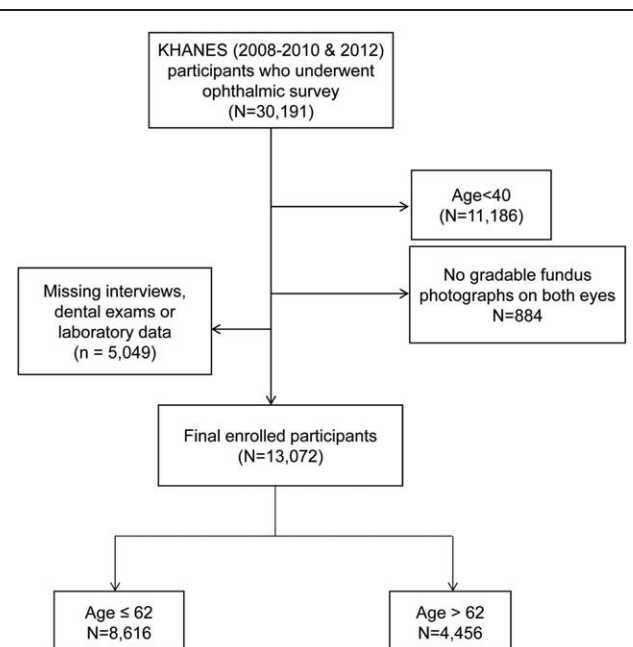 KHANES (2008-2010 & 2012)
participants who underwent
ophthalmic survey
(N=30,191)
Age<40
(N=11,186)
No gradable fundus
photographs on both eyes
N=884
Missing interviews,
dental exams or
laboratory data
(n = 5,049)
Final enrolled participants
(N=13,072)
Age ≤ 62
N=8,616
Age > 62
N=4,456